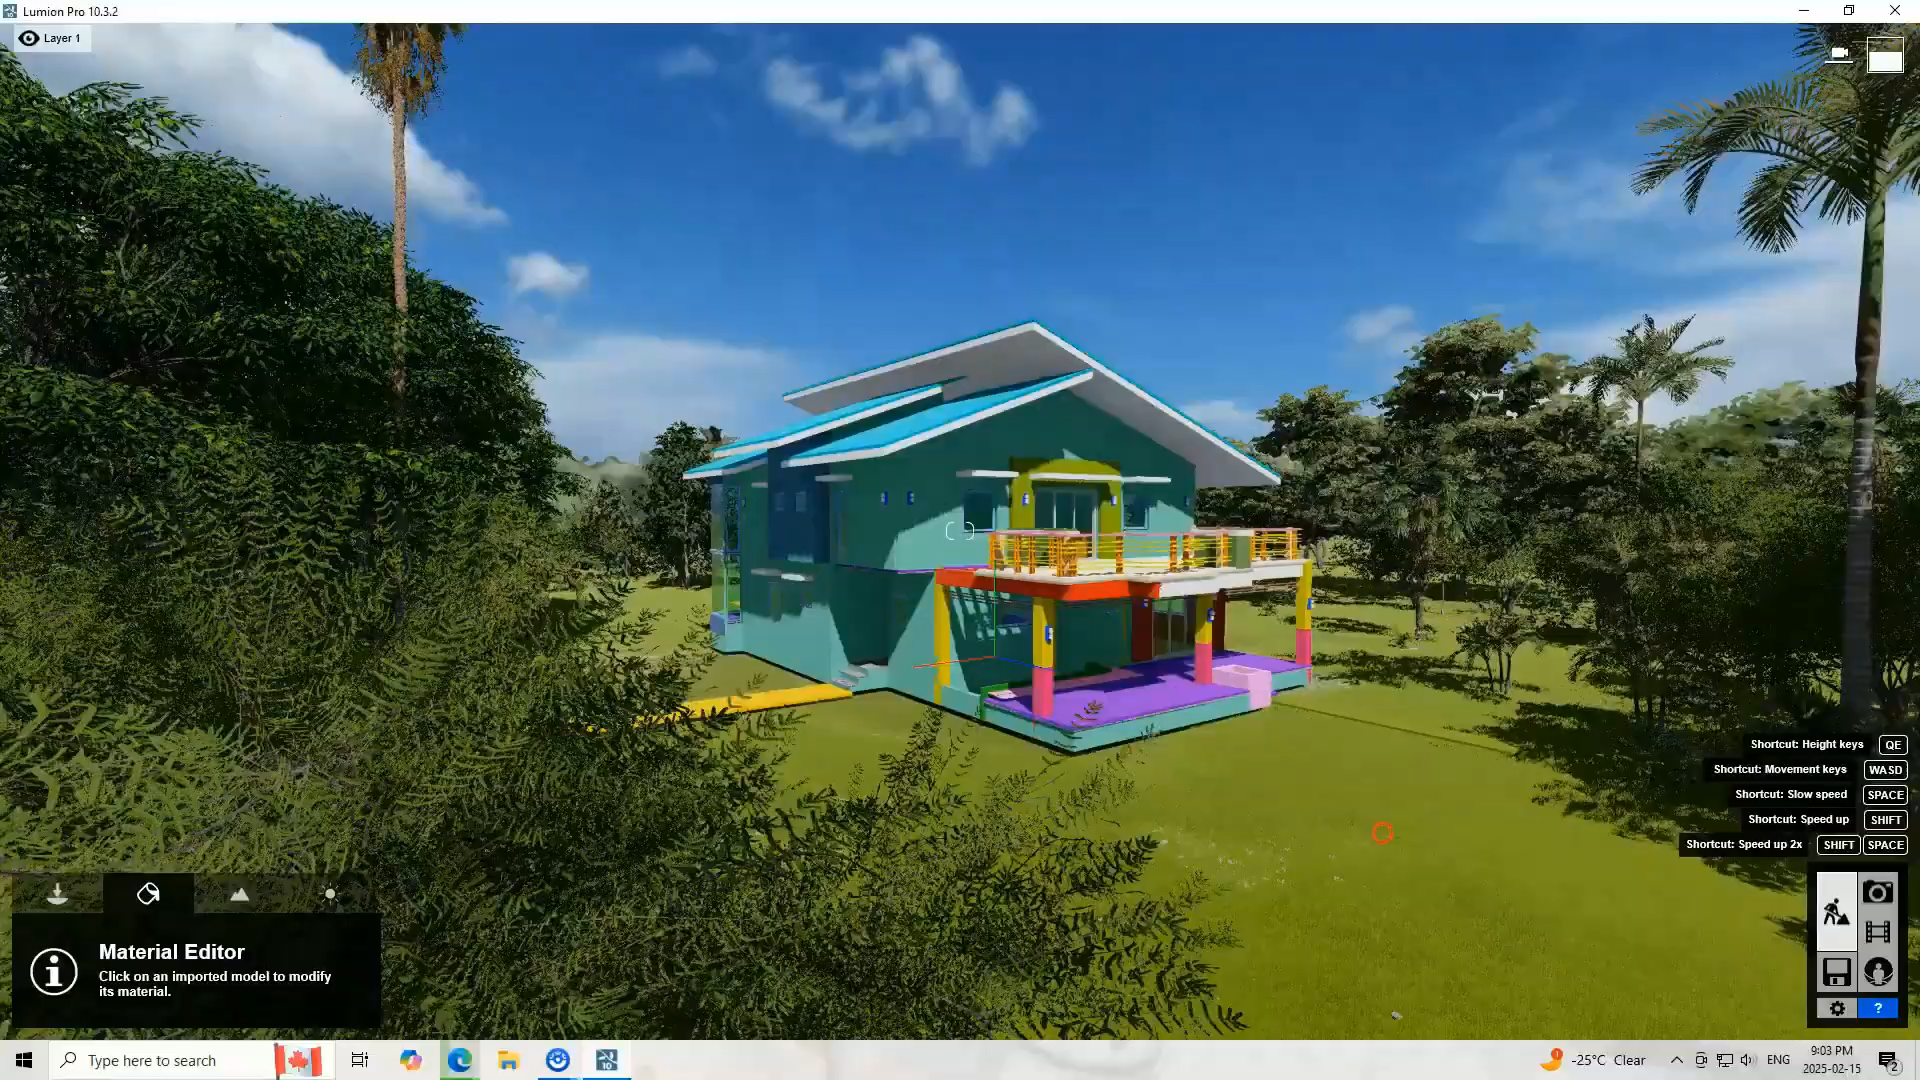 Lumion Pro 10.3.2
Layer 1
Shortcut: Height keys QE
Shortcut: Movement keys WASD
Shortcut: Slow speed SPACE
Shortcut: Speed up SHIFT
Shortcut: Speed up 2x SHIFT SPACE
Material Editor
Click on an imported model to modify
its material.
?
Type here to search
10
-25°C Clear
ENG
9:03 PM
2025-02-15
2